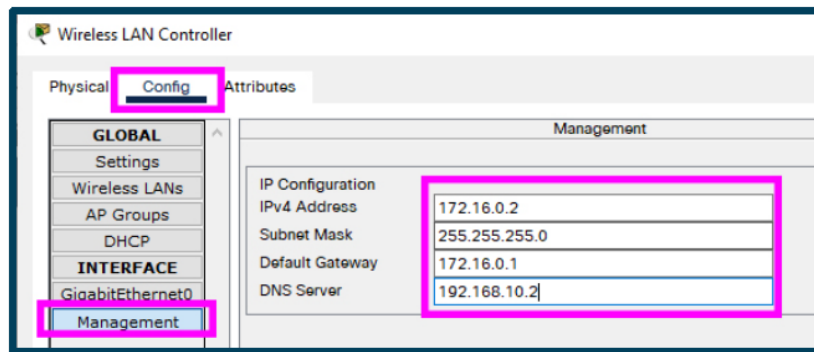 Wireless LAN Controller
Physical Config Attributes
GLOBAL
Settings
Wireless LANs
AP Groups
DHCP
INTERFACE
GigabitEthernet0
Management
Management
IP Configuration
IPv4 Address 172.16.0.2
Subnet Mask 255.255.255.0
Default Gateway 172.16.0.1
DNS Server 192.168.10.2